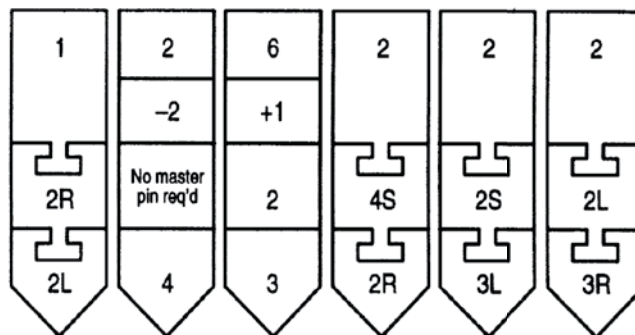 1 2 6 2 2 2
–2 +1
No master
pin req'd
2R 2 4S 2S 2L
2L 4 3 2R 3L 3R